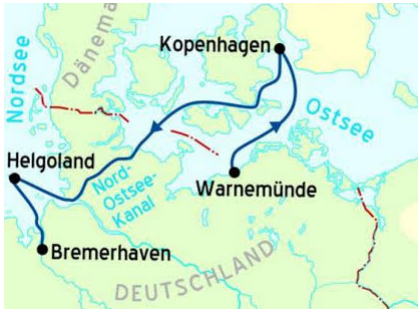 Kopenhagen
Nordsee
Dänema
Ostsee
Helgoland
Nord-
Ostsee-
Kanal
Warnemünde
Bremerhaven
DEUTSCHLAND